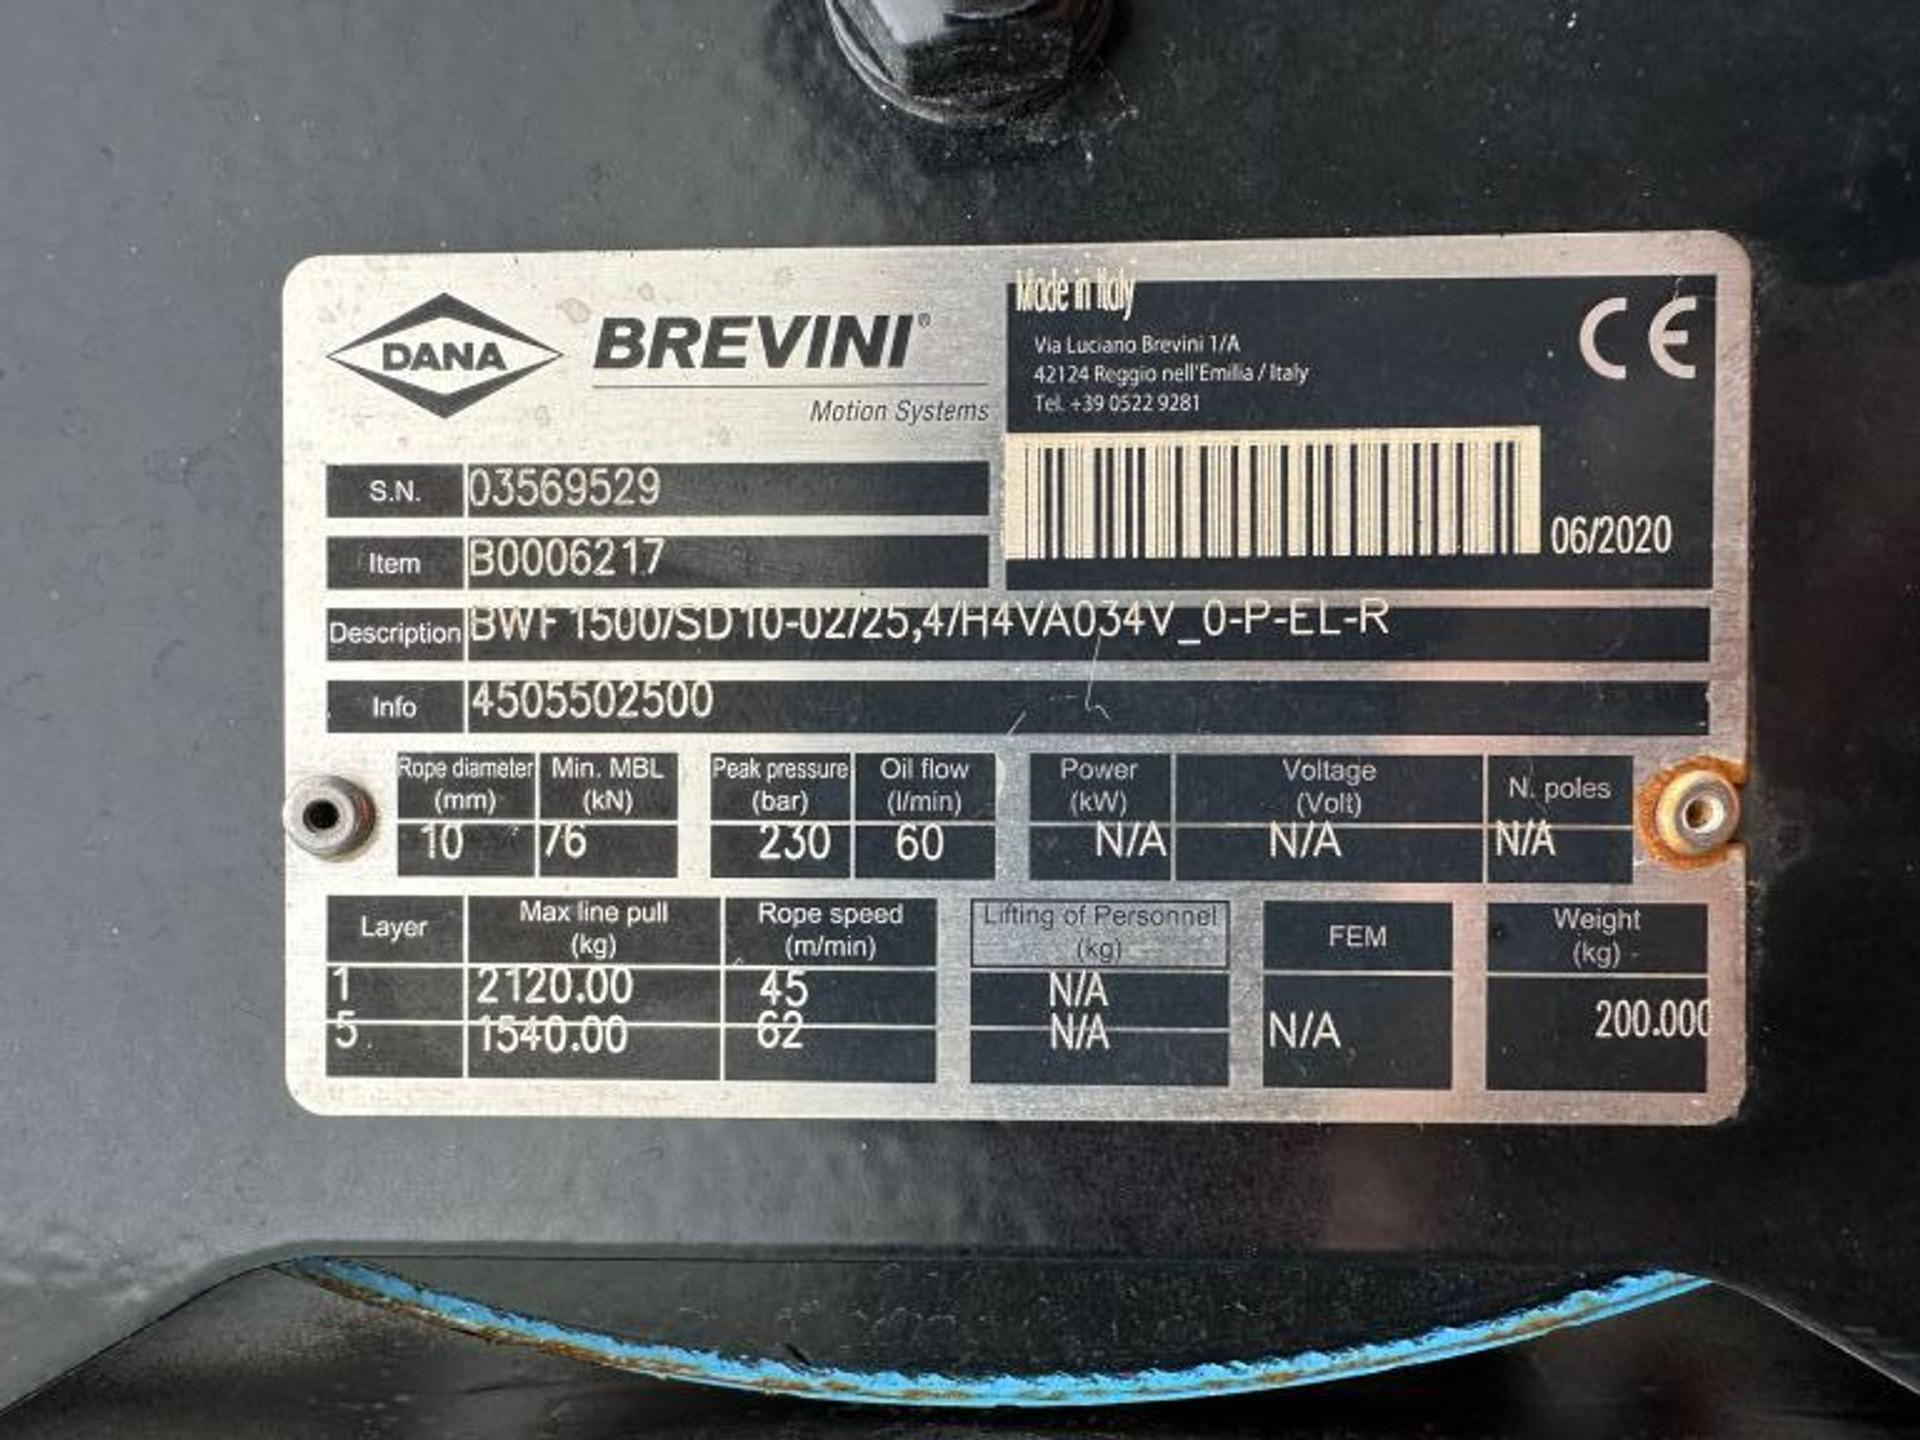 DANA
BREVINI®
Motion Systems
Made in Italy
Via Luciano Brevini 1/A
42124 Reggio nell'Emilia / Italy
Tel. +39 0522 9281
CE
06/2020
S.N. 03569529
Item B0006217
Description BWF1500/SD10-02/25,4/H4VA034V_0-P-EL-R
Info 4505502500
Rope diameter Min. MBL Peak pressure Oil flow Power Voltage N. poles
(mm) (kN) (bar) (l/min) (kW) (Volt)
10 76 230 60 N/A N/A N/A
Layer Max line pull Rope speed Lifting of Personnel FEM Weight
(kg) (m/min) (kg) (kg)
1 2120.00 45 N/A
5 1540.00 62 N/A N/A 200.000